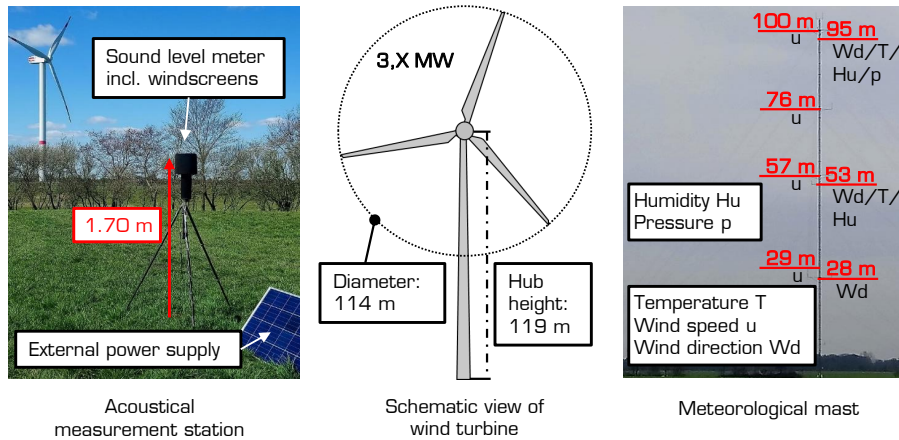 Sound level meter
incl. windscreens
1.70 m
External power supply
Acoustical
measurement station
3,X MW
Diameter:
114 m
Hub
height:
119 m
Schematic view of
wind turbine
100 m
u
95 m
Wd/T/
Hu/p
76 m
u
57 m
u
53 m
Wd/T/
Hu
Humidity Hu
Pressure p
29 m
u
28 m
Wd
Temperature T
Wind speed u
Wind direction Wd
Meteorological mast